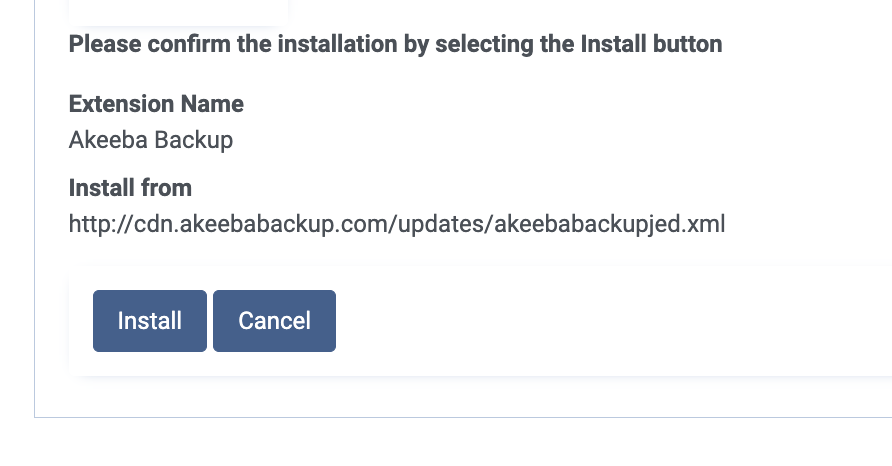 Please confirm the installation by selecting the Install button
Extension Name
Akeeba Backup
Install from
http://cdn.akeebabackup.com/updates/akeebabackupjed.xml
Install Cancel